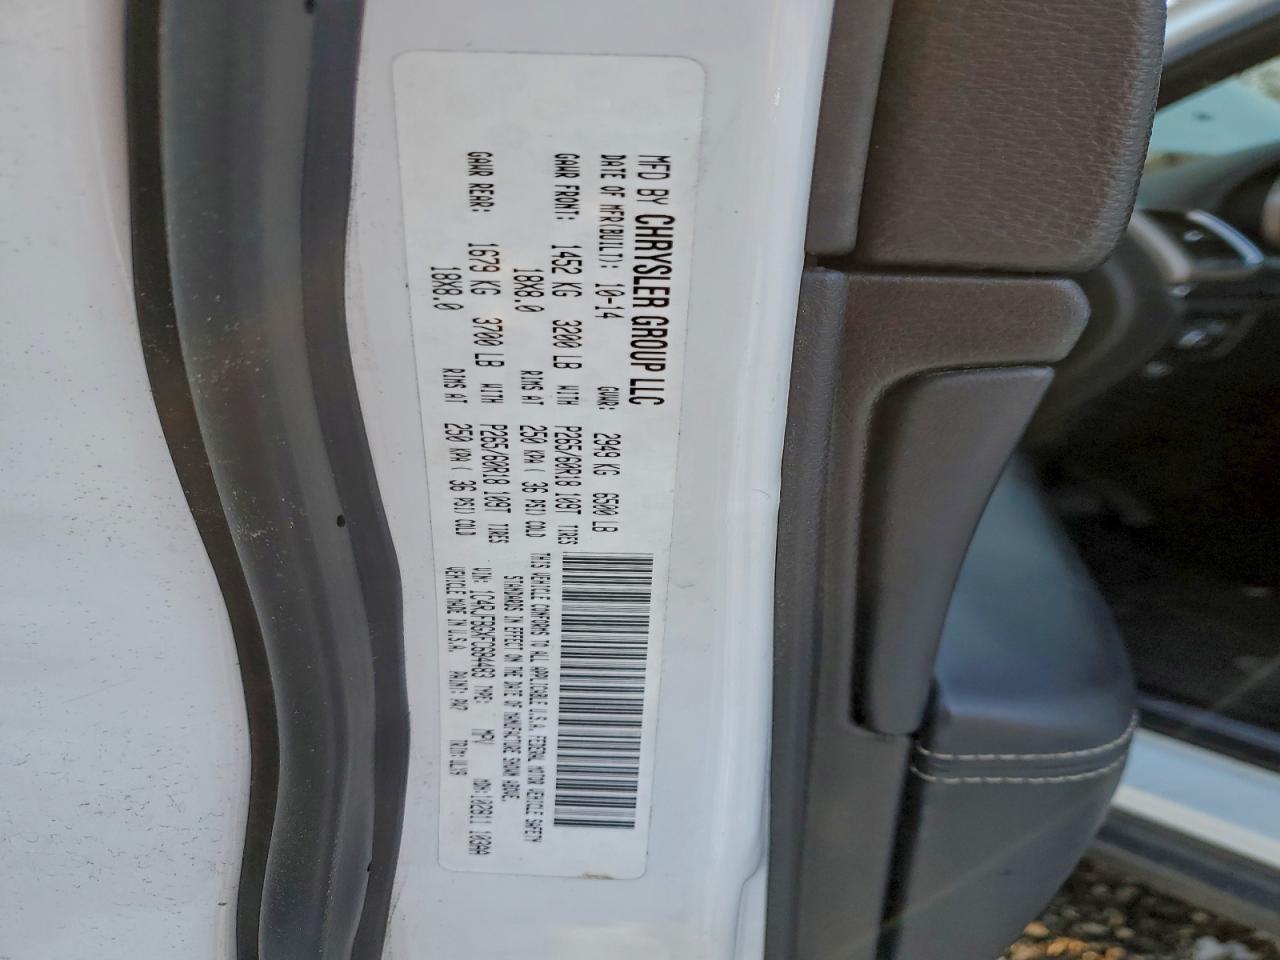 MFD BY CHRYSLER GROUP LLC
DATE OF MFR(BUILT): 10-14 GVWR: 2949 KG 6500 LB
GAWR FRONT: 1452 KG 3200 LB WITH P265/60R18 109T TIRES
18X8.0 RIMS AT 250 KPA( 36 PSI) COLD
GAWR REAR: 1679 KG 3700 LB WITH P265/60R18 109T TIRES
18X8.0 RIMS AT 250 KPA( 36 PSI) COLD
THIS VEHICLE CONFORMS TO ALL APPLICABLE U.S.A. FEDERAL MOTOR VEHICLE SAFETY
STANDARDS IN EFFECT ON THE DATE OF MANUFACTURE SHOWN ABOVE.
VIN: TYPE: MPV MDH: 102911 103AA
VEHICLE MADE IN U.S.A. PAINT: PW7 TRIM: